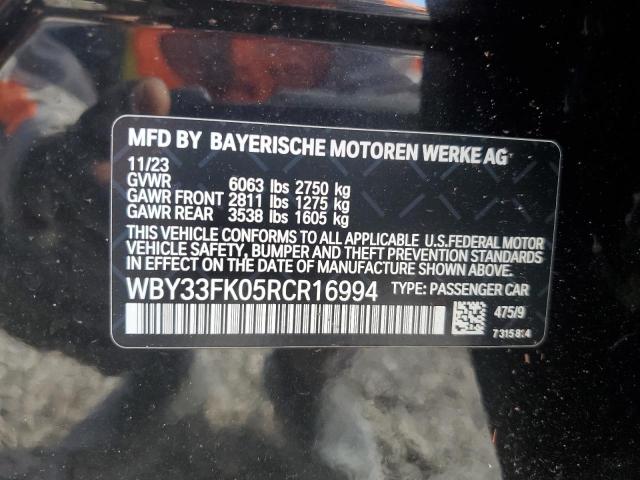 MFD BY BAYERISCHE MOTOREN WERKE AG
11/23
GVWR 6063 lbs 2750 kg
GAWR FRONT 2811 lbs 1275 kg
GAWR REAR 3538 lbs 1605 kg
THIS VEHICLE CONFORMS TO ALL APPLICABLE U.S.FEDERAL MOTOR
VEHICLE SAFETY, BUMPER, AND THEFT PREVENTION STANDARDS
IN EFFECT ON THE DATE OF MANUFACTURE SHOWN ABOVE.
WBY33FK05RCR16994 TYPE: PASSENGER CAR
475/9